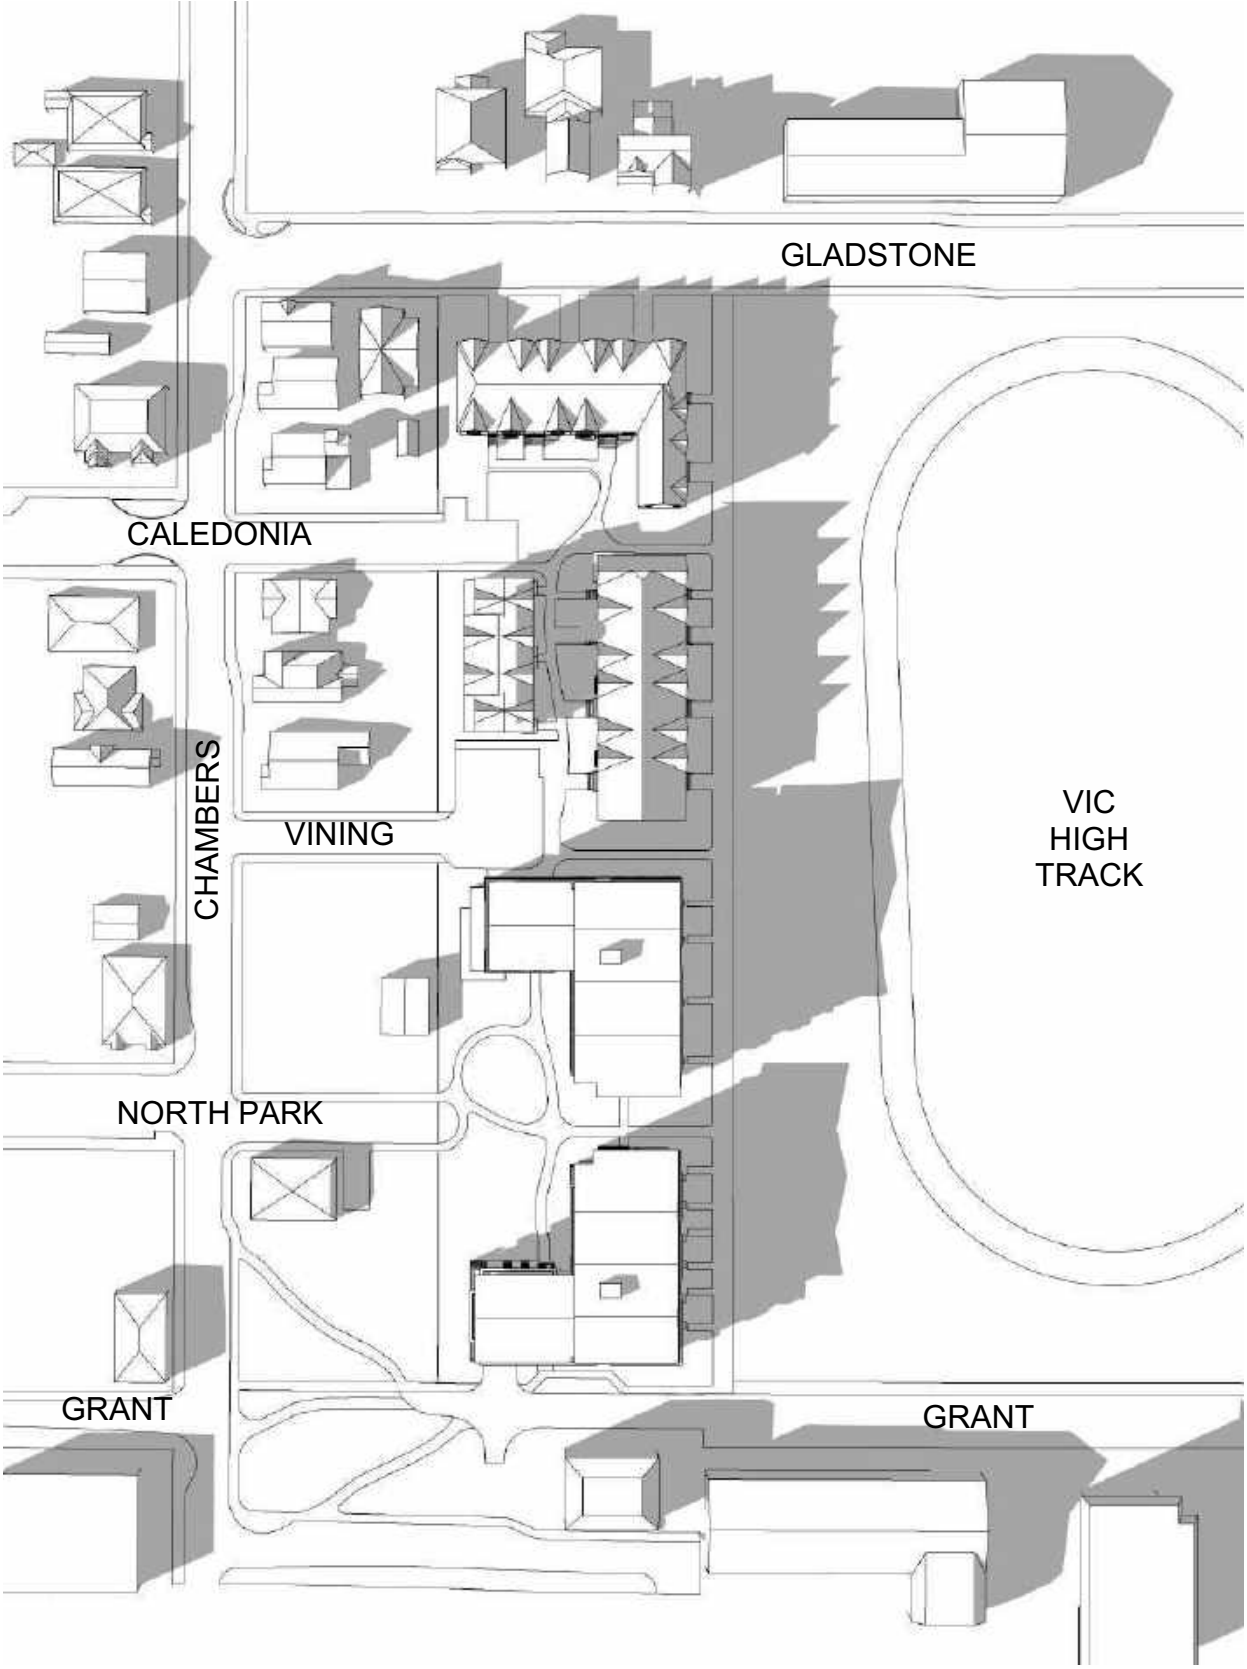 GLADSTONE
CALEDONIA
CHAMBERS
VINING
VIC
HIGH
TRACK
NORTH PARK
GRANT
GRANT